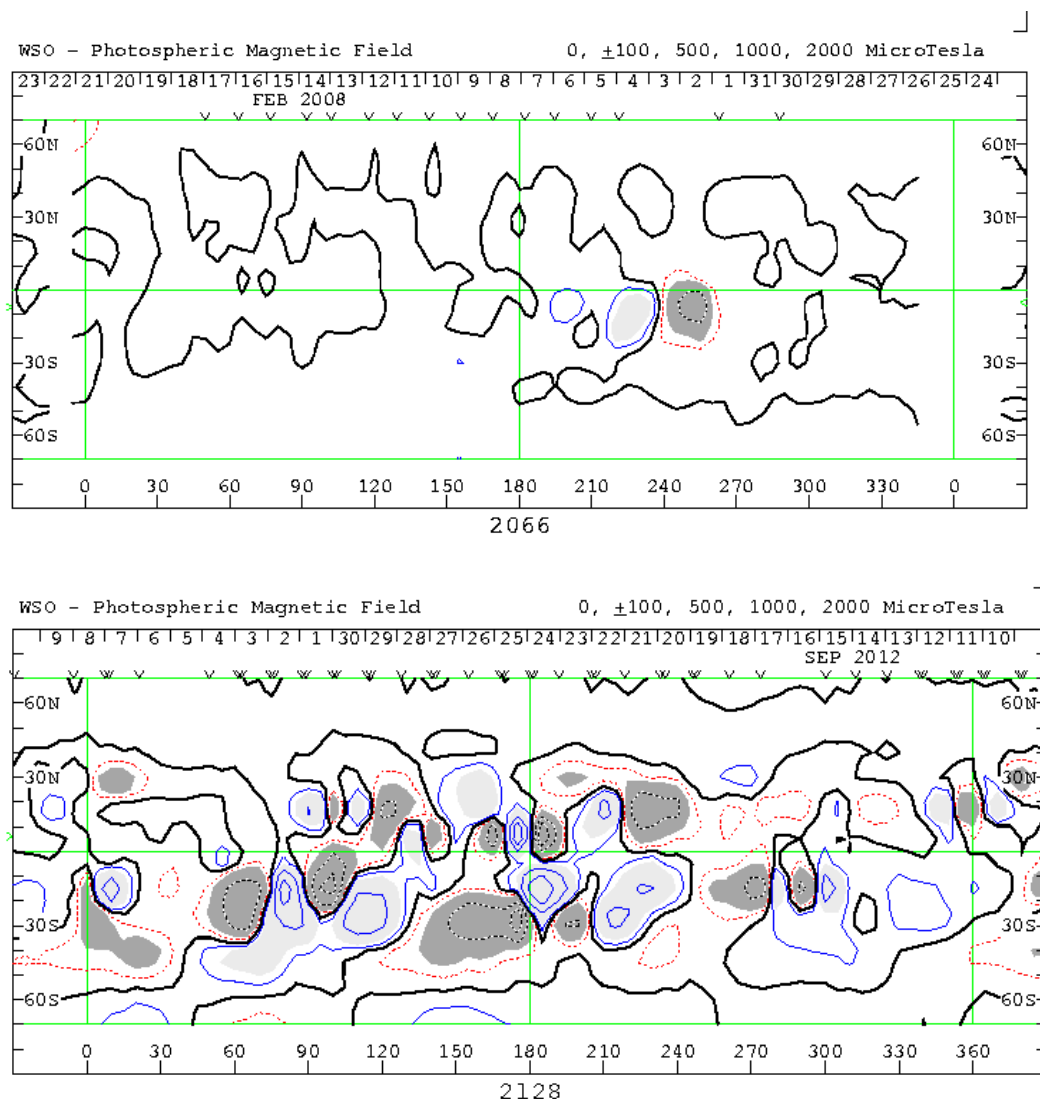 WSO - Photospheric Magnetic Field 0, ±100, 500, 1000, 2000 MicroTesla
23 22 21 20 19 18 17 16 15 14 13 12 11 10 9 8 7 6 5 4 3 2 1 31 30 29 28 27 26 25 24
FEB 2008
60N 60N
30N 30N
30S 30S
60S 60S
0 30 60 90 120 150 180 210 240 270 300 330 0
2066
WSO - Photospheric Magnetic Field 0, ±100, 500, 1000, 2000 MicroTesla
9 8 7 6 5 4 3 2 1 30 29 28 27 26 25 24 23 22 21 20 19 18 17 16 15 14 13 12 11 10
SEP 2012
60N 60N
30N 30N
30S 30S
60S 60S
0 30 60 90 120 150 180 210 240 270 300 330 360
2128